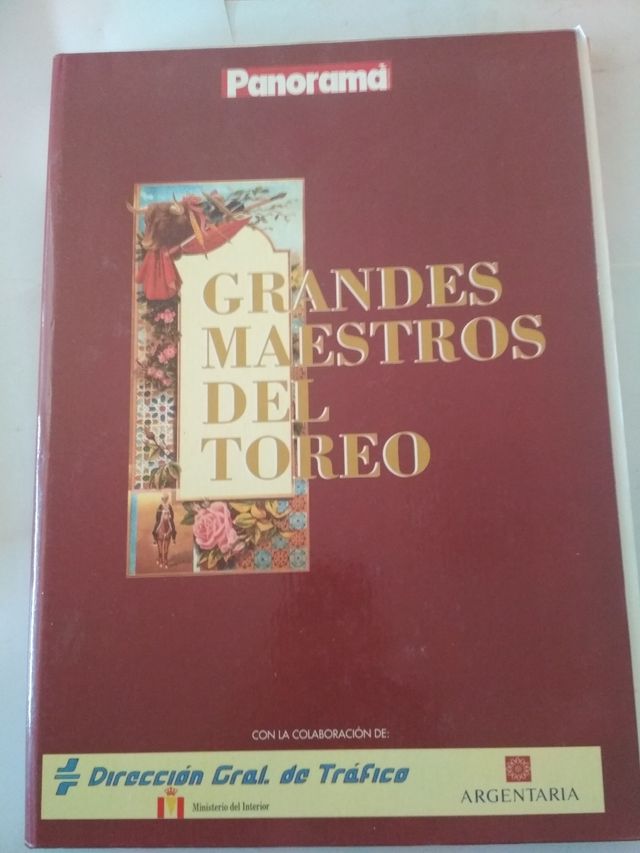 Panorama
GRANDES
MAESTROS
DEL
TOREO
CON LA COLABORACIÓN DE:
Dirección Gral. de Tráfico
Ministerio del Interior
ARGENTARIA